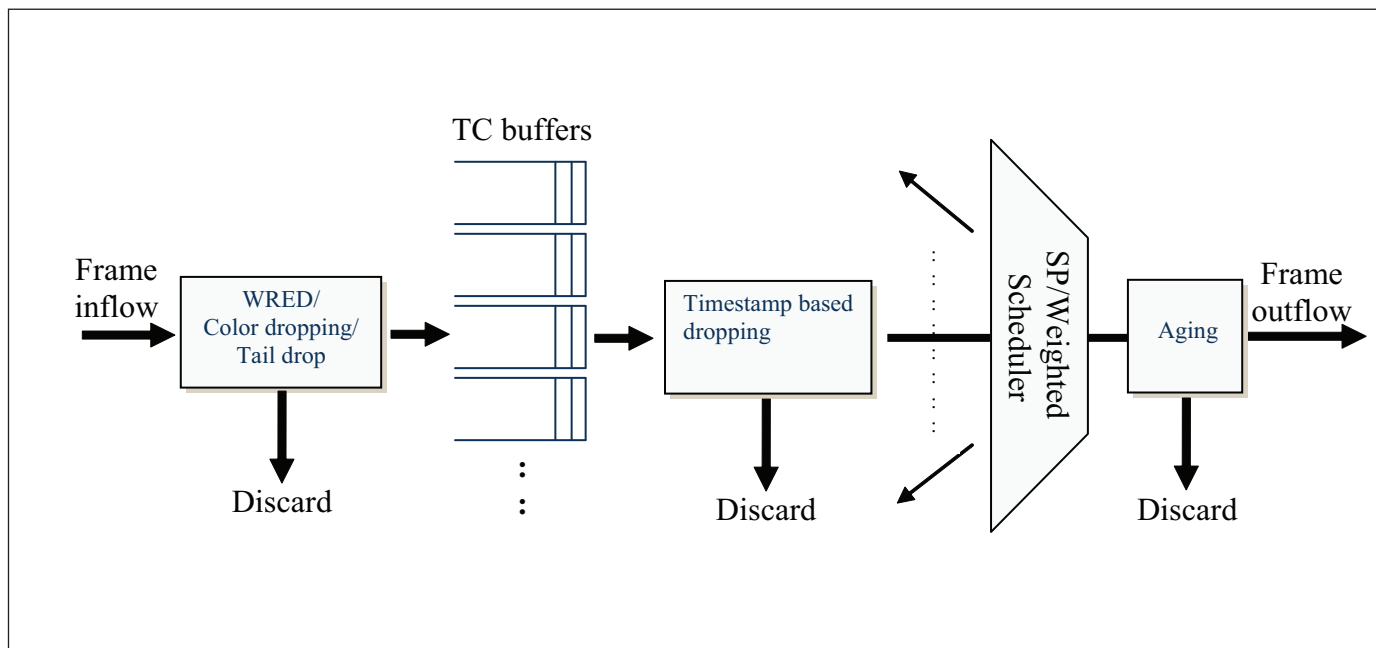 TC buffers
Frame
inflow
WRED/
Color dropping/
Tail drop
Discard
:
:
Timestamp based
dropping
Discard
SP/Weighted
Scheduler
Aging
Discard
Frame
outflow